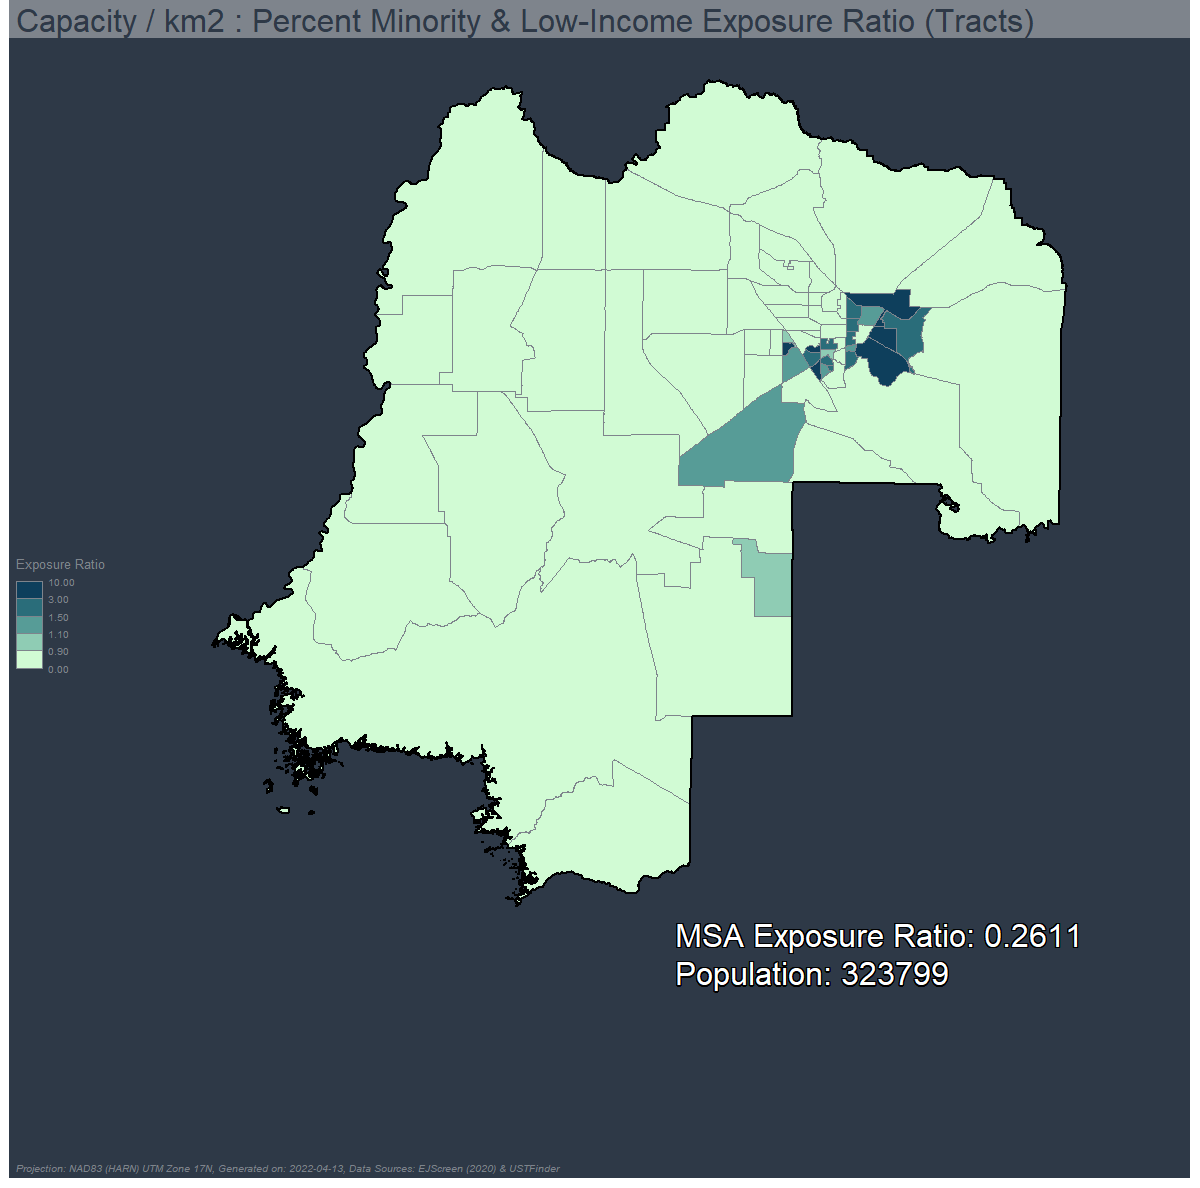 Capacity / km2 : Percent Minority & Low-Income Exposure Ratio (Tracts)
Exposure Ratio
10.00
3.00
1.50
1.10
0.90
0.00
MSA Exposure Ratio: 0.2611
Population: 323799
Projection: NAD83 (HARN) UTM Zone 17N, Generated on: 2022-04-13, Data Sources: EJScreen (2020) & USTFinder